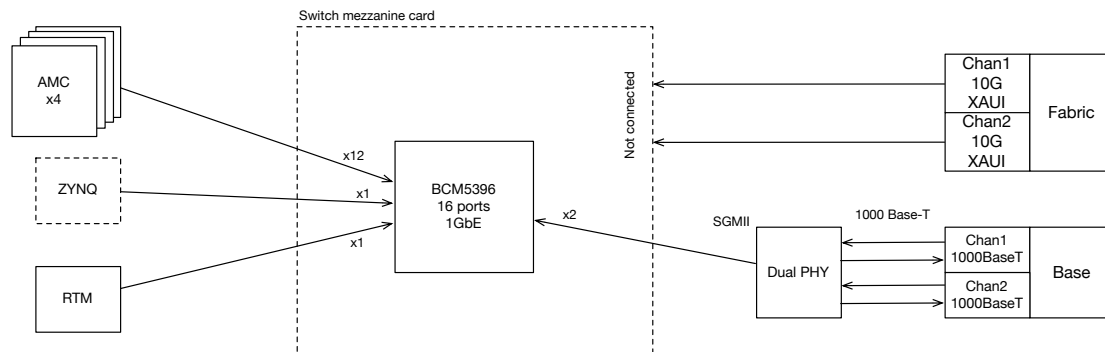 Switch mezzanine card
AMC
x4
ZYNQ
RTM
x12
x1
x1
BCM5396
16 ports
1GbE
x2
Not connected
Chan1
10G
XAUI
Chan2
10G
XAUI
Fabric
SGMII
1000 Base-T
Dual PHY
Chan1
1000BaseT
Chan2
1000BaseT
Base